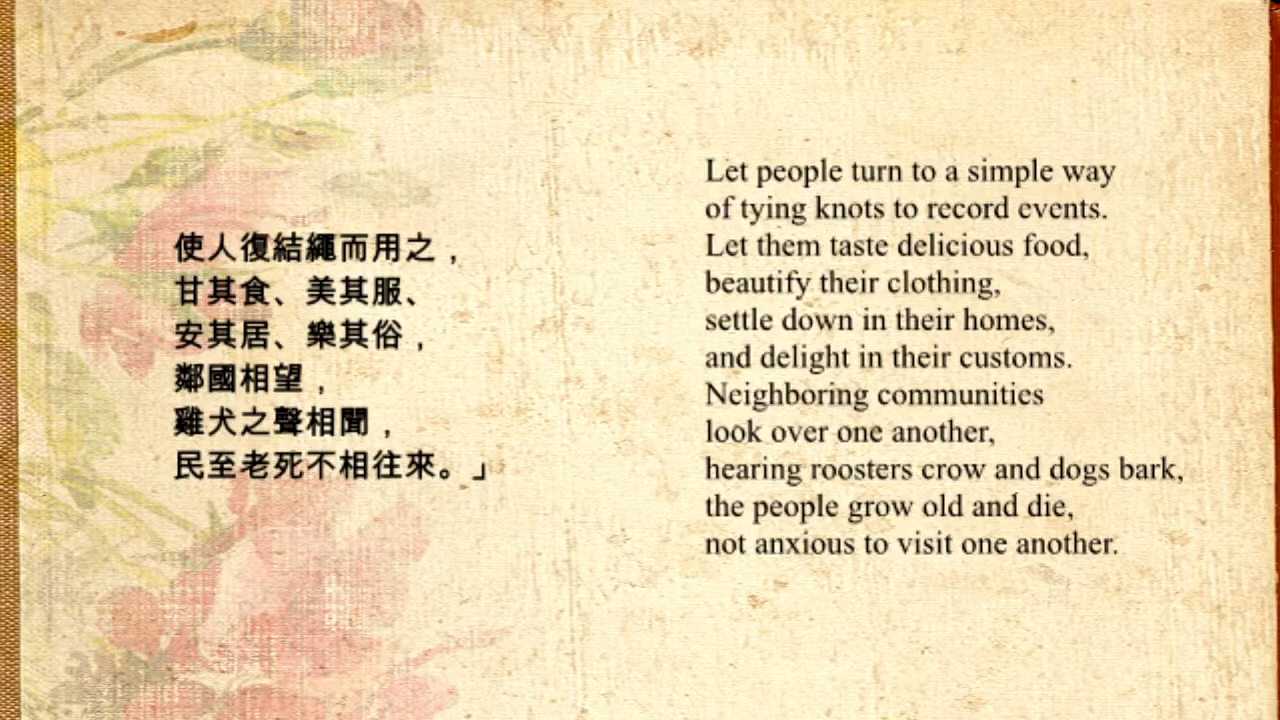 使人復結繩而用之，
甘其食、美其服、
安其居、樂其俗，
鄰國相望，
雞犬之聲相聞，
民至老死不相往來。」
Let people turn to a simple way
of tying knots to record events.
Let them taste delicious food,
beautify their clothing,
settle down in their homes,
and delight in their customs.
Neighboring communities
look over one another,
hearing roosters crow and dogs bark,
the people grow old and die,
not anxious to visit one another.